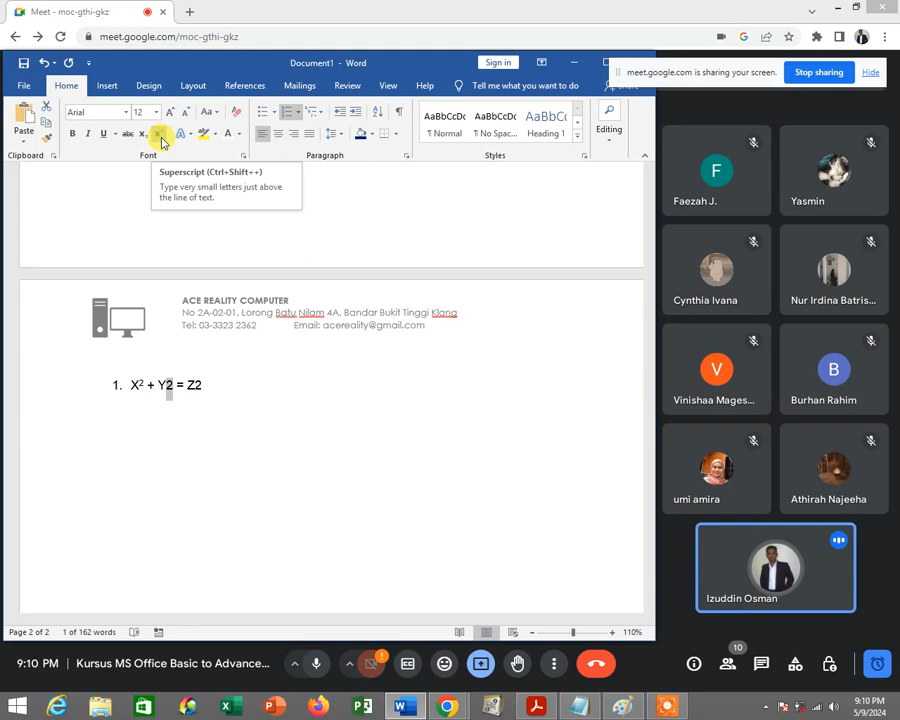 Meet - moc-gthi-gkz
meet.google.com/moc-gthi-gkz
Document1 - Word
Sign in
meet.google.com is sharing your screen.
Stop sharing
Hide
File Home Insert Design Layout References Mailings Review View Help Tell me what you want to do Share
Paste
Arial 12 Aa
B I U abc X₂ X² A A
Clipboard Font Paragraph Styles
AaBbCcDc AaBbCcDc AaBbCc
¶ Normal ¶ No Spac... Heading 1
Editing
Superscript (Ctrl+Shift++)
Type very small letters just above
the line of text.
ACE REALITY COMPUTER
No 2A-02-01, Lorong Batu Nilam 4A, Bandar Bukit Tinggi Klang
Tel: 03-3323 2362 Email: acereality@gmail.com
1. X² + Y2 = Z2
Page 2 of 2 1 of 162 words 110%
F
Faezah J.
Yasmin
Cynthia Ivana
Nur Irdina Batris...
V
Vinishaa Mages...
B
Burhan Rahim
umi amira
Athirah Najeeha
Izuddin Osman
9:10 PM Kursus MS Office Basic to Advance...
10
9:10 PM
5/9/2024